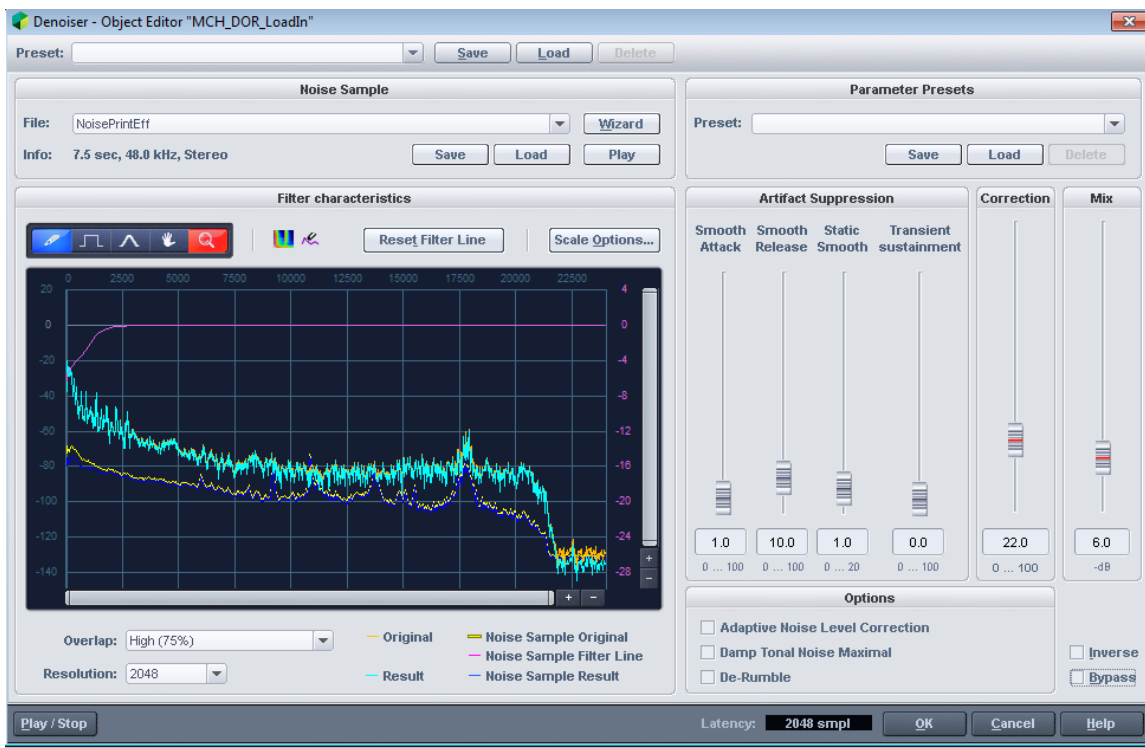 Denoiser - Object Editor "MCH_DOR_LoadIn"
Preset: Save Load Delete
Noise Sample
File: NoisePrintEff Wizard
Info: 7.5 sec, 48.0 kHz, Stereo Save Load Play
Parameter Presets
Preset:
Save Load Delete
Filter characteristics
Reset Filter Line Scale Options...
0 2500 5000 7500 10000 12500 15000 17500 20000 22500
20 4
0 0
-20 -4
-40 -8
-60 -12
-80 -16
-100 -20
-120 -24
-140 -28
+
-
+ -
Overlap: High (75%)
Resolution: 2048
Original Noise Sample Original
Noise Sample Filter Line
Result Noise Sample Result
Artifact Suppression
Smooth Attack Smooth Release Static Smooth Transient sustainment
1.0 10.0 1.0 0.0
0 ... 100 0 ... 100 0 ... 20 0 ... 100
Correction
22.0
0 ... 100
Mix
6.0
-dB
Options
Adaptive Noise Level Correction
Damp Tonal Noise Maximal
De-Rumble
Inverse
Bypass
Play / Stop Latency: 2048 smpl OK Cancel Help